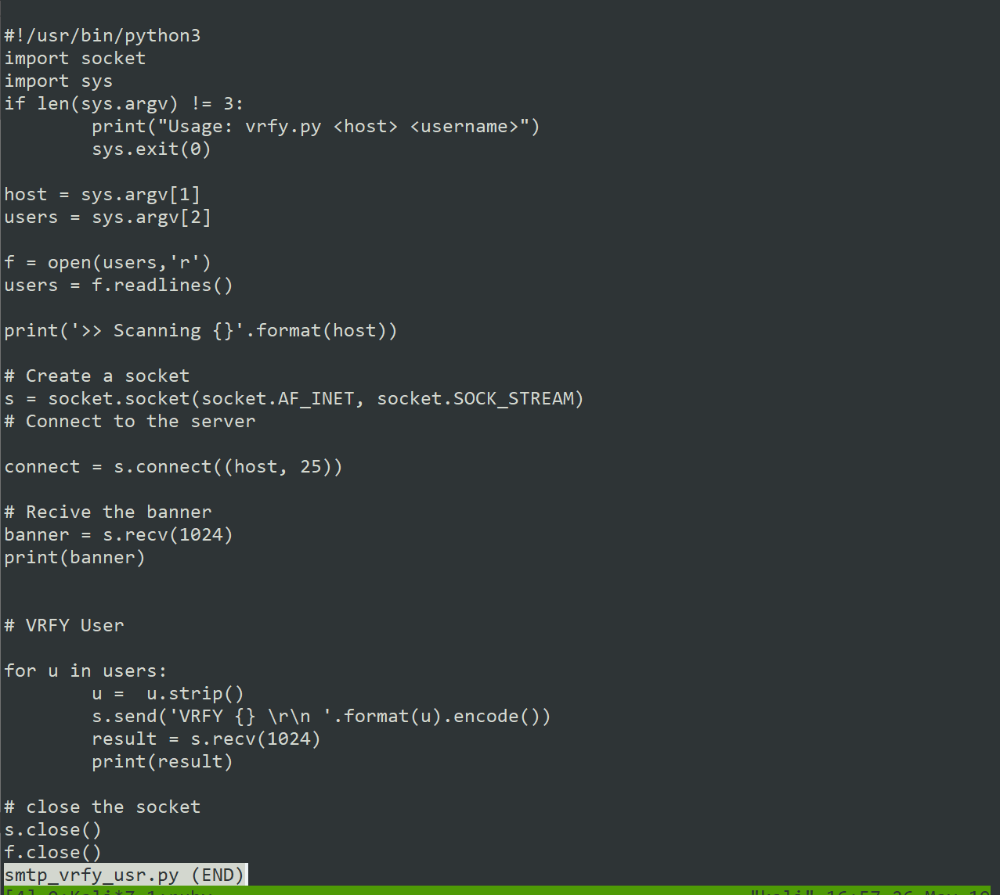 #!/usr/bin/python3
import socket
import sys
if len(sys.argv) != 3:
        print("Usage: vrfy.py <host> <username>")
        sys.exit(0)

host = sys.argv[1]
users = sys.argv[2]

f = open(users,'r')
users = f.readlines()

print('>> Scanning {}'.format(host))

# Create a socket
s = socket.socket(socket.AF_INET, socket.SOCK_STREAM)
# Connect to the server

connect = s.connect((host, 25))

# Recive the banner
banner = s.recv(1024)
print(banner)


# VRFY User

for u in users:
        u =  u.strip()
        s.send('VRFY {} \r\n '.format(u).encode())
        result = s.recv(1024)
        print(result)

# close the socket
s.close()
f.close()
smtp_vrfy_usr.py (END)